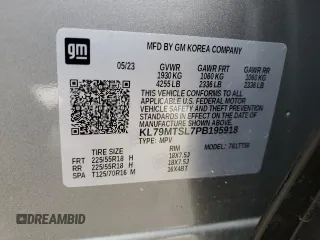 gm
MFD BY GM KOREA COMPANY
05/23 GVWR GAWR FRT GAWR RR
1930 KG 1060 KG 1060 KG
4255 LB 2336 LB 2336 LB
THIS VEHICLE CONFORMS TO ALL
APPLICABLE U.S. FEDERAL MOTOR
VEHICLE SAFETY, BUMPER, AND THEFT
PREVENTION STANDARDS IN EFFECT
ON THE DATE OF MANUFACTURE
SHOWN ABOVE.
KL79MTSL7PB195918
TYPE: MPV
TIRE SIZE RIM
FRT 225/55R18 H 18X7.5J
RR 225/55R18 H 18X7.5J
SPA T125/70R16 M 16X4BT